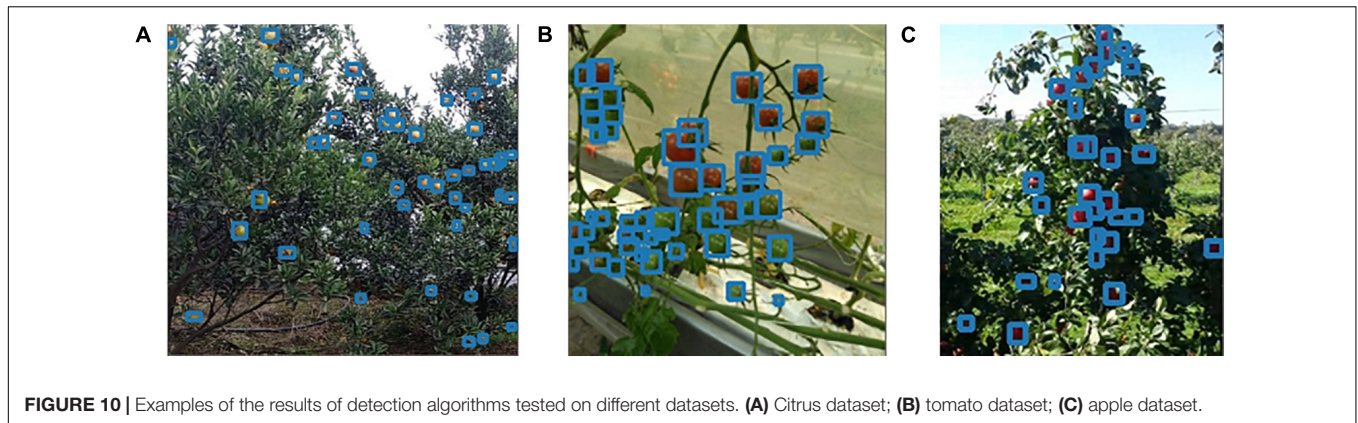 A
B
C
FIGURE 10 | Examples of the results of detection algorithms tested on different datasets. (A) Citrus dataset; (B) tomato dataset; (C) apple dataset.